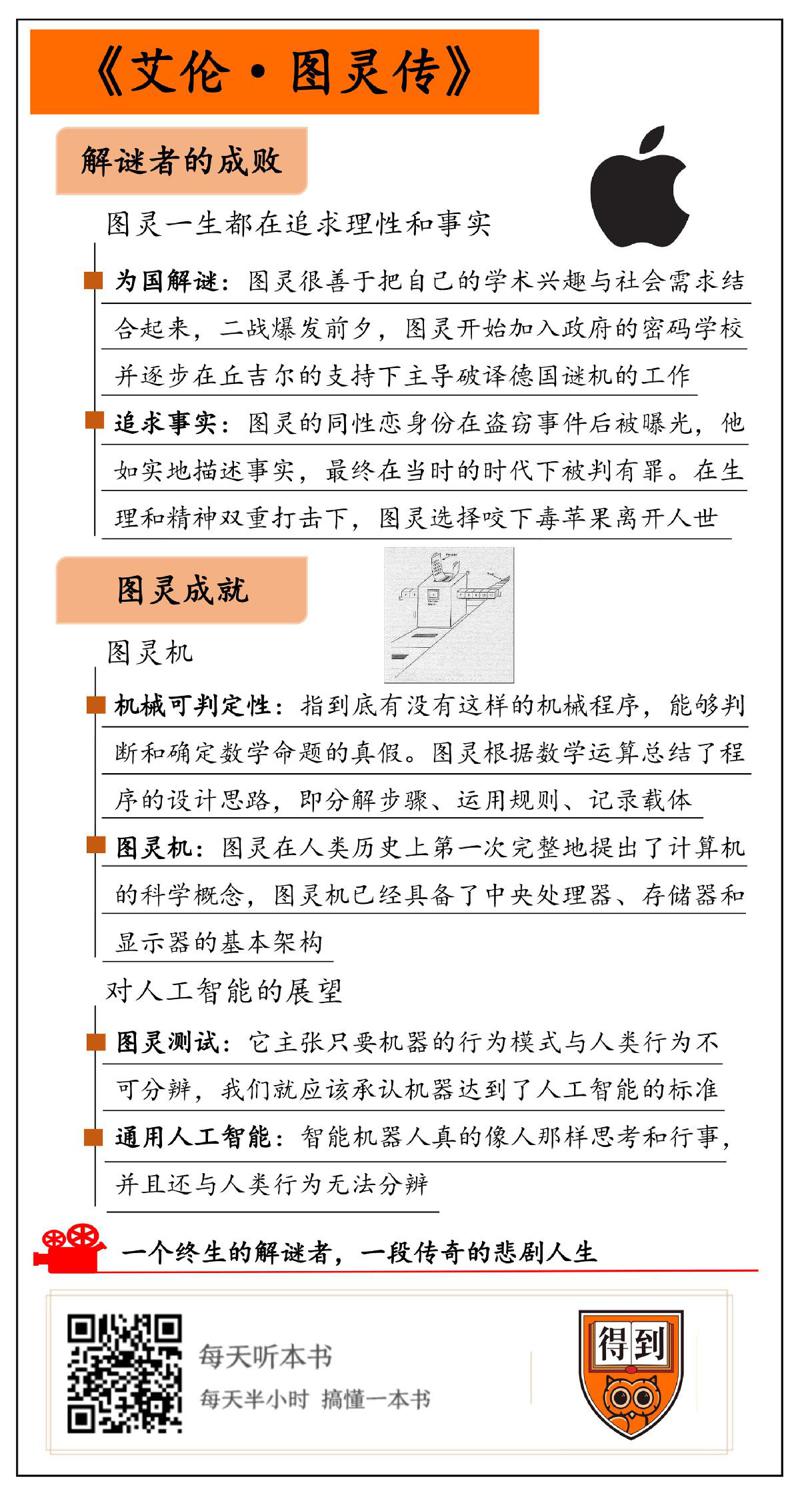 《艾伦·图灵传》
解谜者的成败
图灵一生都在追求理性和事实
为国解谜：图灵很善于把自己的学术兴趣与社会需求结
合起来，二战爆发前夕，图灵开始加入政府的密码学校
并逐步在丘吉尔的支持下主导破译德国谜机的工作
追求事实：图灵的同性恋身份在盗窃事件后被曝光，他
如实地描述事实，最终在当时的时代下被判有罪。在生
理和精神双重打击下，图灵选择咬下毒苹果离开人世
图灵成就
图灵机
机械可判定性：指到底有没有这样的机械程序，能够判
断和确定数学命题的真假。图灵根据数学运算总结了程
序的设计思路，即分解步骤、运用规则、记录载体
图灵机：图灵在人类历史上第一次完整地提出了计算机
的科学概念，图灵机已经具备了中央处理器、存储器和
显示器的基本架构
对人工智能的展望
图灵测试：它主张只要机器的行为模式与人类行为不
可分辨，我们就应该承认机器达到了人工智能的标准
通用人工智能：智能机器人真的像人那样思考和行事，
并且还与人类行为无法分辨
一个终生的解谜者，一段传奇的悲剧人生
每天听本书
每天半小时 搞懂一本书
得到